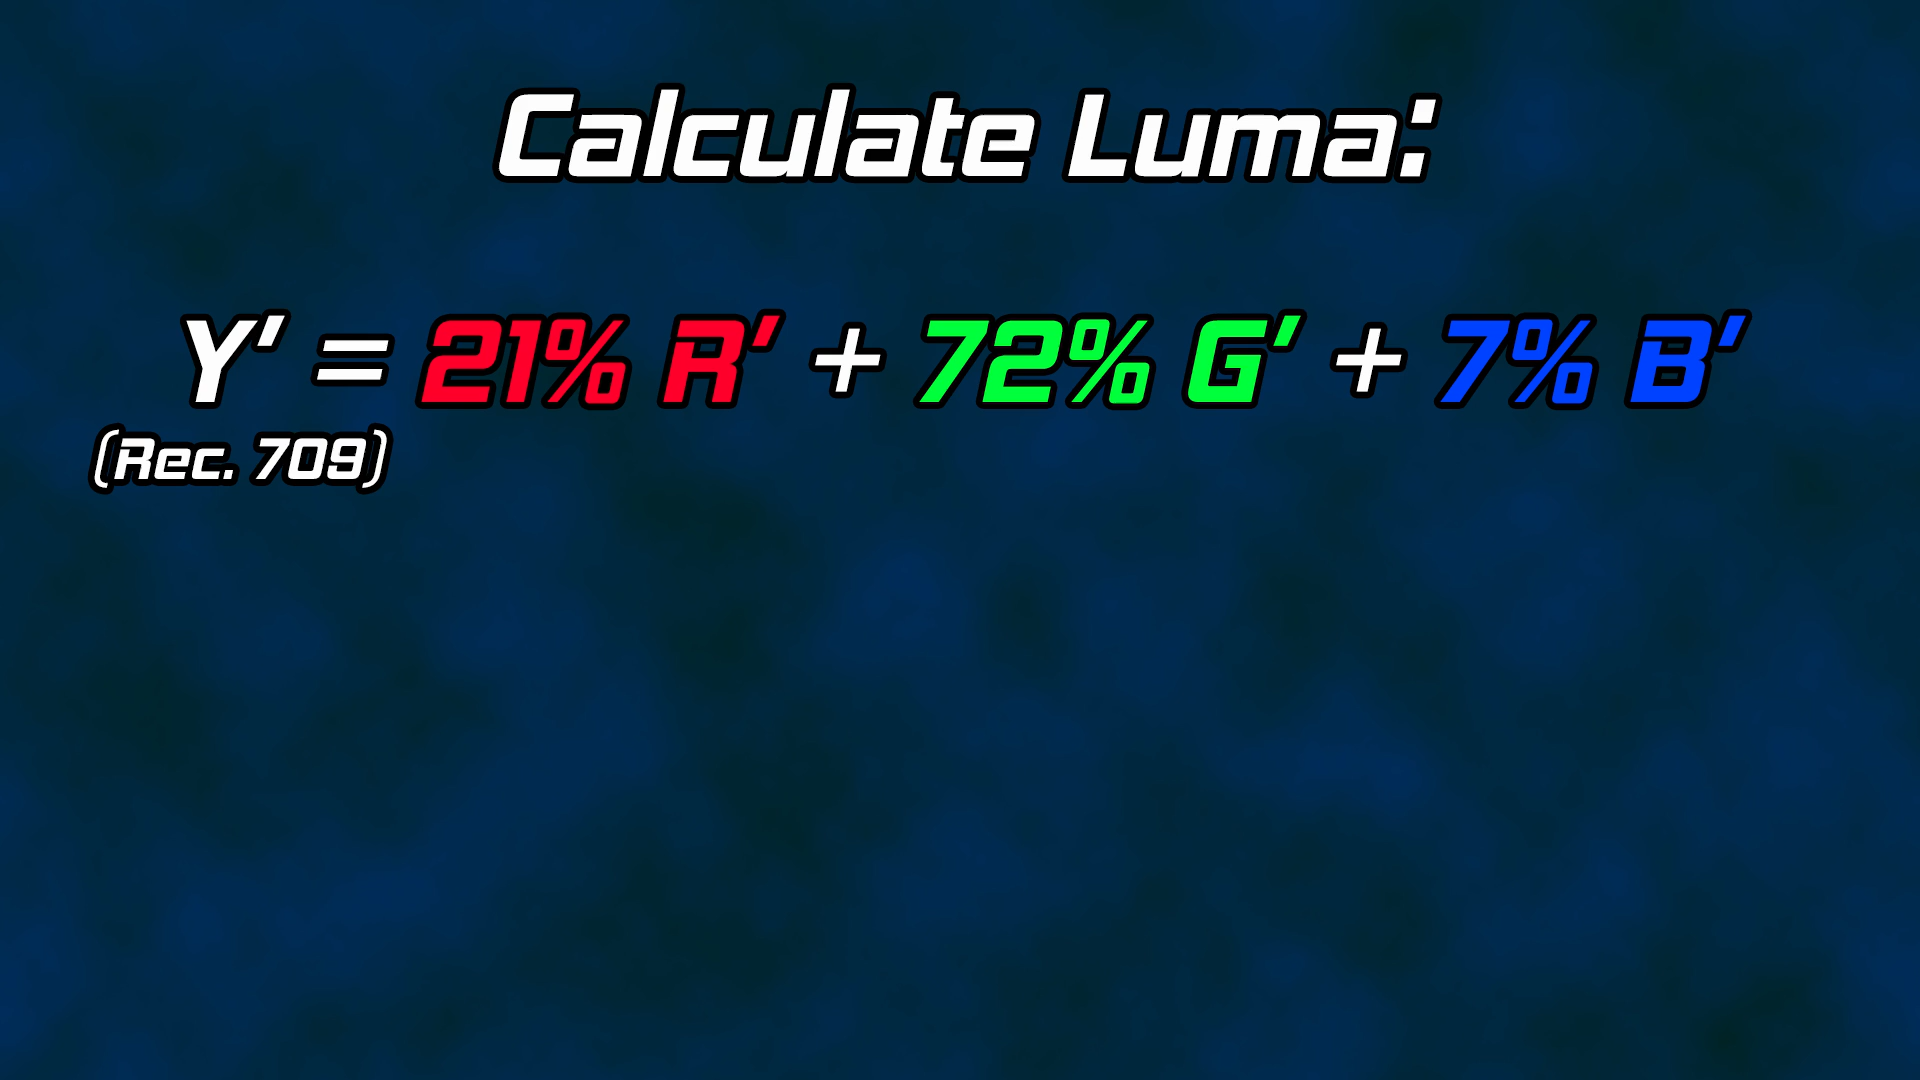 Calculate Luma:
Y' = 21% R' + 72% G' + 7% B'
(Rec. 709)